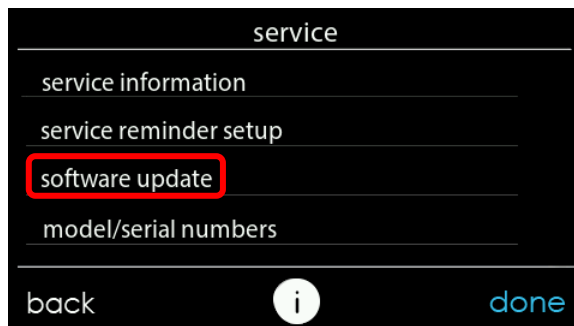 service
service information
service reminder setup
software update
model/serial numbers
back i done